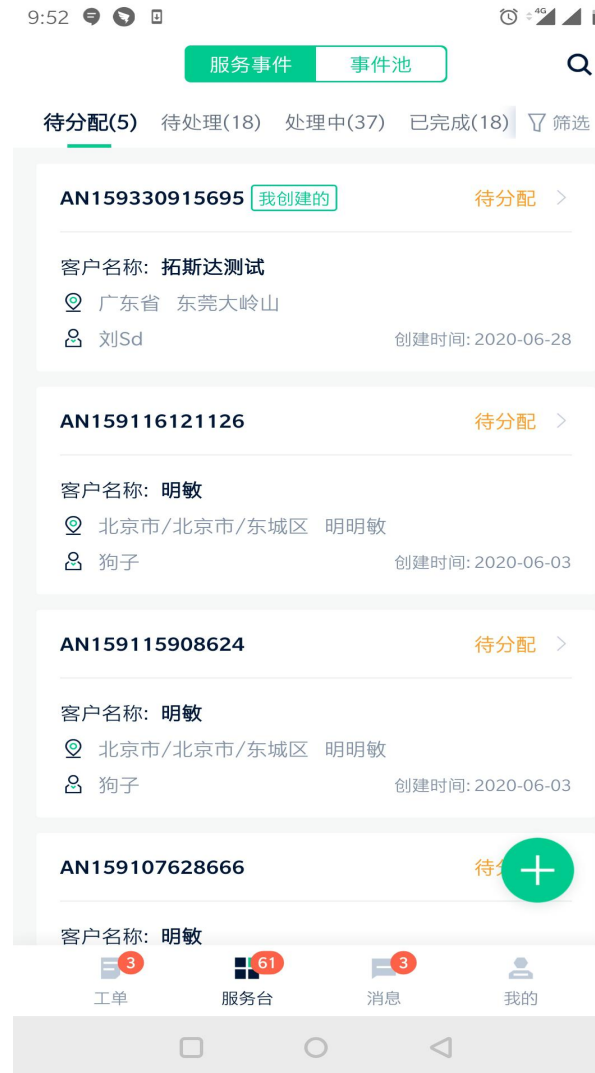 9:52 4G
服务事件 事件池
待分配(5) 待处理(18) 处理中(37) 已完成(18) 筛选
AN159330915695 我创建的 待分配
客户名称: 拓斯达测试
广东省 东莞大岭山
刘Sd 创建时间: 2020-06-28
AN159116121126 待分配
客户名称: 明敏
北京市/北京市/东城区 明明敏
狗子 创建时间: 2020-06-03
AN159115908624 待分配
客户名称: 明敏
北京市/北京市/东城区 明明敏
狗子 创建时间: 2020-06-03
AN159107628666 待
客户名称: 明敏
3 61 3
工单 服务台 消息 我的